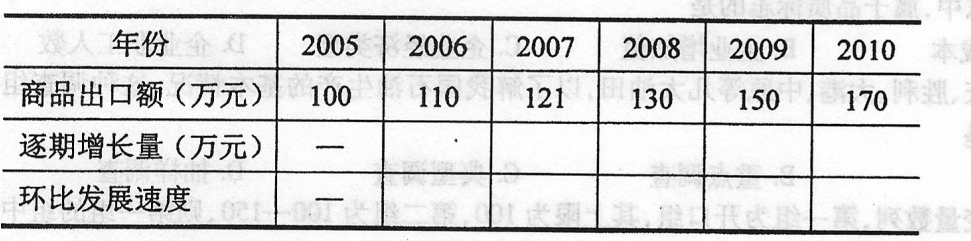 年份 2005 2006 2007 2008 2009 2010
商品出口额（万元） 100 110 121 130 150 170
逐期增长量（万元） —
环比发展速度 —